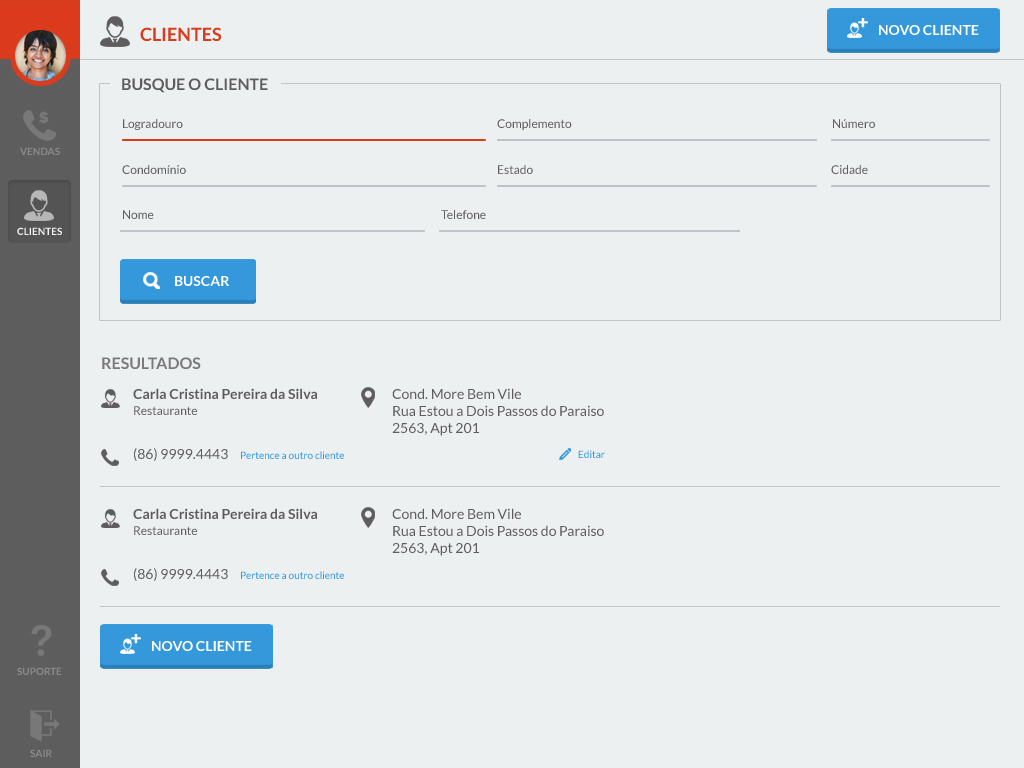 CLIENTES
NOVO CLIENTE
VENDAS
CLIENTES
SUPORTE
SAIR
BUSQUE O CLIENTE
Logradouro
Complemento
Número
Condomínio
Estado
Cidade
Nome
Telefone
BUSCAR
RESULTADOS
Carla Cristina Pereira da Silva
Restaurante
Cond. More Bem Vile
Rua Estou a Dois Passos do Paraiso
2563, Apt 201
(86) 9999.4443
Pertence a outro cliente
Editar
Carla Cristina Pereira da Silva
Restaurante
Cond. More Bem Vile
Rua Estou a Dois Passos do Paraiso
2563, Apt 201
(86) 9999.4443
Pertence a outro cliente
NOVO CLIENTE